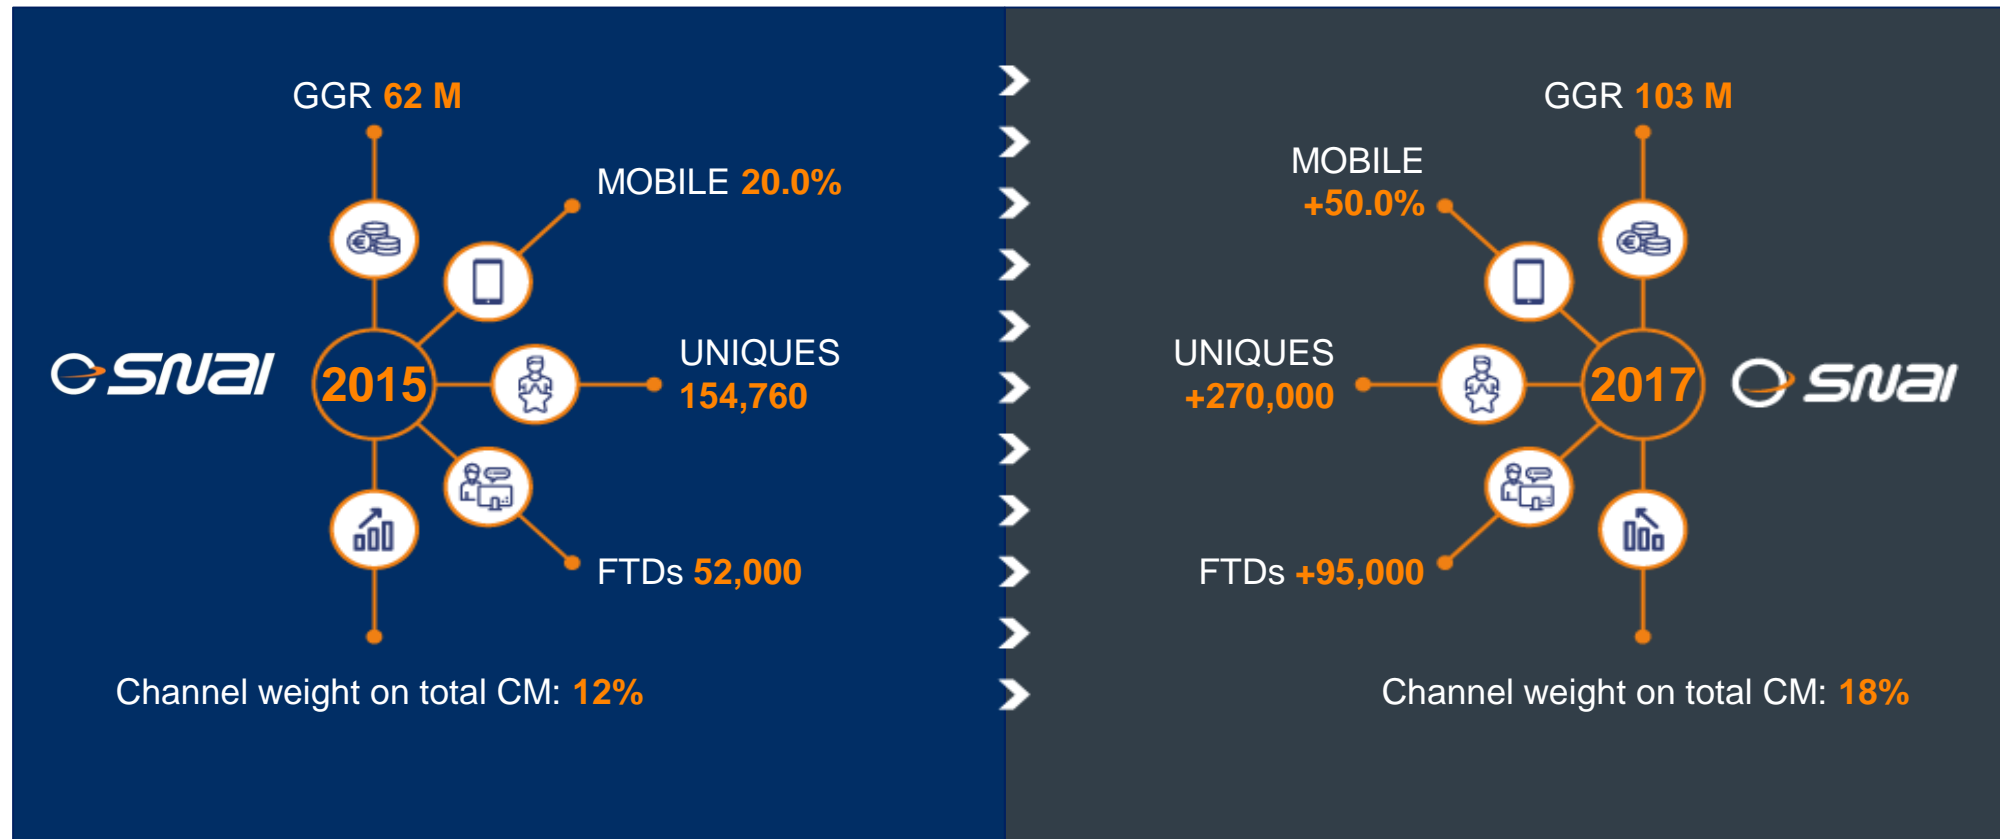 GGR 62 M
MOBILE 20.0%
UNIQUES
154,760
SNAI
2015
FTDs 52,000
Channel weight on total CM: 12%
GGR 103 M
MOBILE
+50.0%
UNIQUES
+270,000
2017
SNAI
FTDs +95,000
Channel weight on total CM: 18%